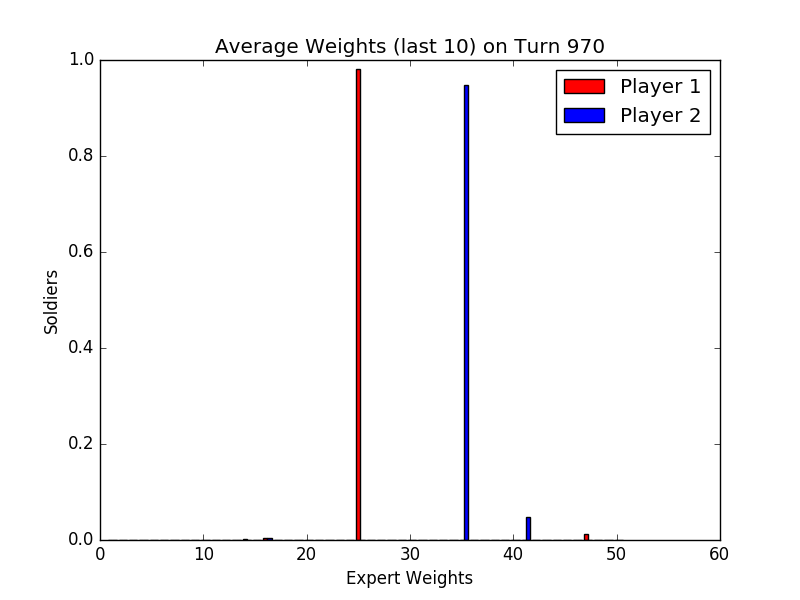 Average Weights (last 10) on Turn 970
1.0
Player 1
Player 2
0.8
0.6
Soldiers
0.4
0.2
0.0
0 10 20 30 40 50 60
Expert Weights